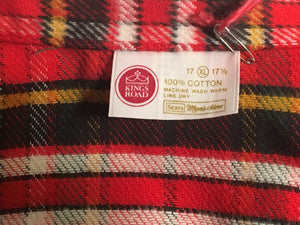 KINGS
ROAD
17 XL 17½
100% COTTON
MACHINE WASH WARM
LINE DRY
Sears Men's Store